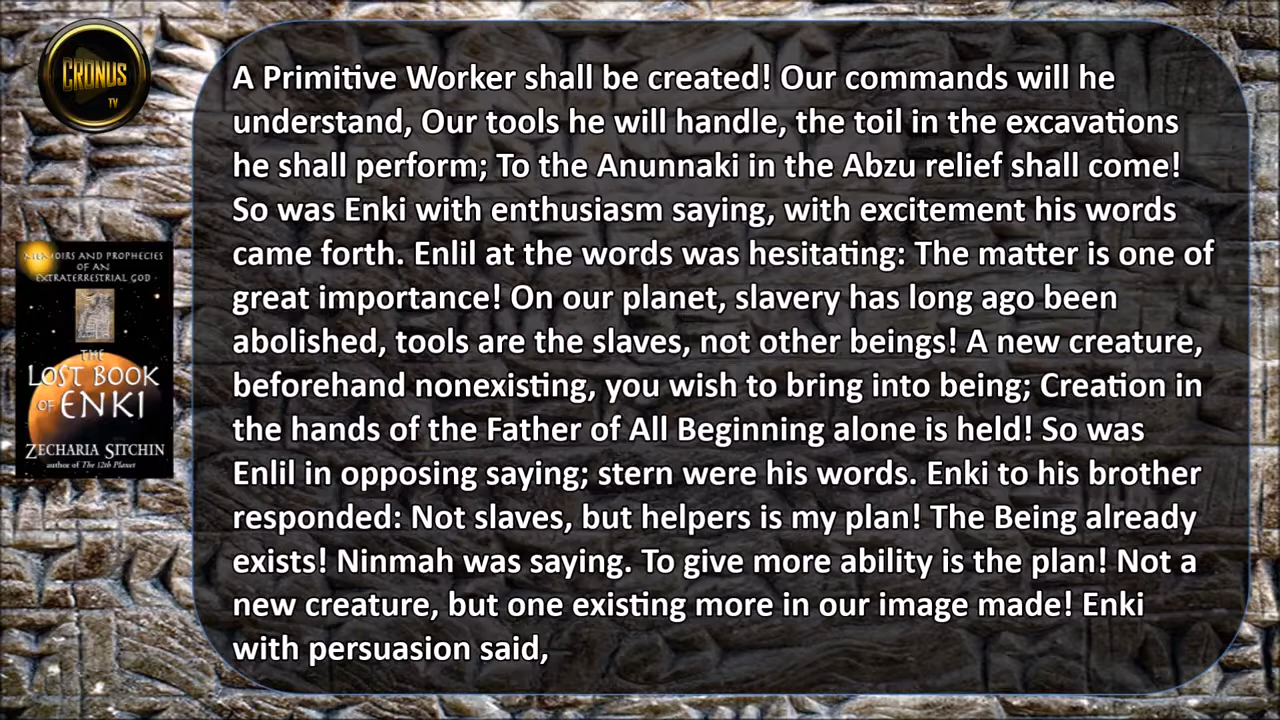 CRONUS
TV
A Primitive Worker shall be created! Our commands will he
understand, Our tools he will handle, the toil in the excavations
he shall perform; To the Anunnaki in the Abzu relief shall come!
So was Enki with enthusiasm saying, with excitement his words
came forth. Enlil at the words was hesitating: The matter is one of
great importance! On our planet, slavery has long ago been
abolished, tools are the slaves, not other beings! A new creature,
beforehand nonexisting, you wish to bring into being; Creation in
the hands of the Father of All Beginning alone is held! So was
Enlil in opposing saying; stern were his words. Enki to his brother
responded: Not slaves, but helpers is my plan! The Being already
exists! Ninmah was saying. To give more ability is the plan! Not a
new creature, but one existing more in our image made! Enki
with persuasion said,
MEMOIRS AND PROPHECIES
OF AN
EXTRATERRESTRIAL GOD
THE
LOST BOOK
OF ENKI
ZECHARIA SITCHIN
author of The 12th Planet